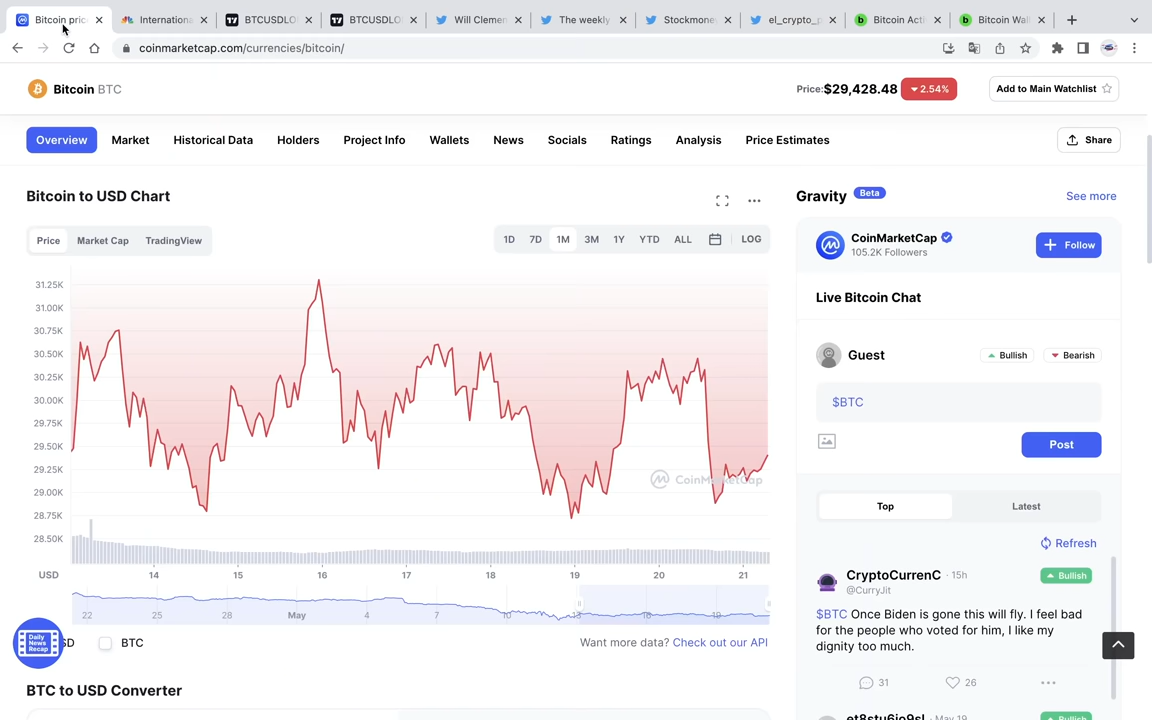 Bitcoin pric
Internationa
BTCUSDLO
BTCUSDLO
Will Clemen
The weekly
Stockmone
el_crypto_p
Bitcoin Acti
Bitcoin Wal
coinmarketcap.com/currencies/bitcoin/
Bitcoin BTC
Price: $29,428.48 2.54%
Add to Main Watchlist
Overview Market Historical Data Holders Project Info Wallets News Socials Ratings Analysis Price Estimates
Share
Bitcoin to USD Chart
Price Market Cap TradingView
1D 7D 1M 3M 1Y YTD ALL LOG
31.25K
31.00K
30.75K
30.50K
30.25K
30.00K
29.75K
29.50K
29.25K
29.00K
28.75K
28.50K
CoinMarketCap
USD 14 15 16 17 18 19 20 21
22 25 28 May 4 7 13 16 19
Daily
News
Recap
SD
BTC
Want more data? Check out our API
BTC to USD Converter
Gravity Beta
See more
CoinMarketCap
105.2K Followers
Follow
Live Bitcoin Chat
Guest
Bullish
Bearish
$BTC
Post
Top Latest
Refresh
CryptoCurrenC · 15h
@CurryJit
Bullish
$BTC Once Biden is gone this will fly. I feel bad
for the people who voted for him, I like my
dignity too much.
31 26
et8stu6io9sl · May 19
Bullish